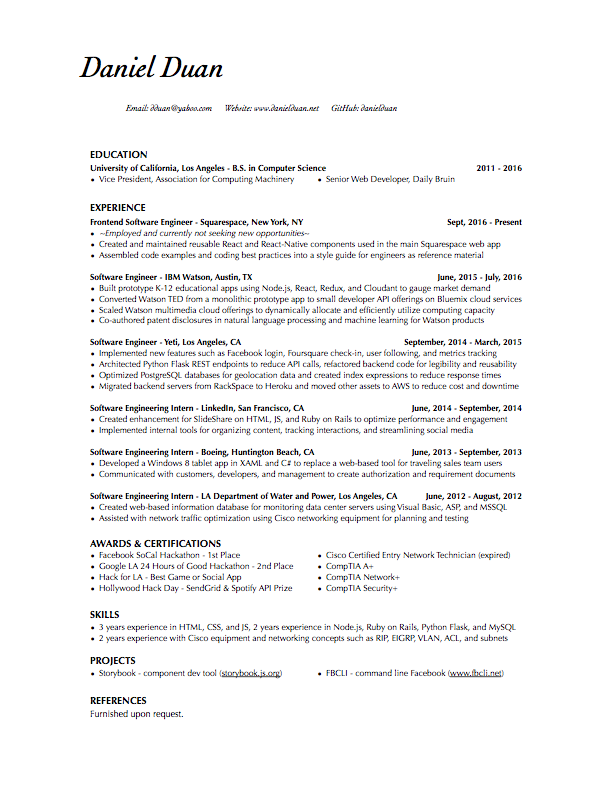 Daniel Duan
Email: dduan@yahoo.com Website: www.danielduan.net GitHub: danielduan
EDUCATION
University of California, Los Angeles - B.S. in Computer Science 2011 - 2016
• Vice President, Association for Computing Machinery • Senior Web Developer, Daily Bruin
EXPERIENCE
Frontend Software Engineer - Squarespace, New York, NY Sept, 2016 - Present
• ~Employed and currently not seeking new opportunities~
• Created and maintained reusable React and React-Native components used in the main Squarespace web app
• Assembled code examples and coding best practices into a style guide for engineers as reference material
Software Engineer - IBM Watson, Austin, TX June, 2015 - July, 2016
• Built prototype K-12 educational apps using Node.js, React, Redux, and Cloudant to gauge market demand
• Converted Watson TED from a monolithic prototype app to small developer API offerings on Bluemix cloud services
• Scaled Watson multimedia cloud offerings to dynamically allocate and efficiently utilize computing capacity
• Co-authored patent disclosures in natural language processing and machine learning for Watson products
Software Engineer - Yeti, Los Angeles, CA September, 2014 - March, 2015
• Implemented new features such as Facebook login, Foursquare check-in, user following, and metrics tracking
• Architected Python Flask REST endpoints to reduce API calls, refactored backend code for legibility and reusability
• Optimized PostgreSQL databases for geolocation data and created index expressions to reduce response times
• Migrated backend servers from RackSpace to Heroku and moved other assets to AWS to reduce cost and downtime
Software Engineering Intern - LinkedIn, San Francisco, CA June, 2014 - September, 2014
• Created enhancement for SlideShare on HTML, JS, and Ruby on Rails to optimize performance and engagement
• Implemented internal tools for organizing content, tracking interactions, and streamlining social media
Software Engineering Intern - Boeing, Huntington Beach, CA June, 2013 - September, 2013
• Developed a Windows 8 tablet app in XAML and C# to replace a web-based tool for traveling sales team users
• Communicated with customers, developers, and management to create authorization and requirement documents
Software Engineering Intern - LA Department of Water and Power, Los Angeles, CA June, 2012 - August, 2012
• Created web-based information database for monitoring data center servers using Visual Basic, ASP, and MSSQL
• Assisted with network traffic optimization using Cisco networking equipment for planning and testing
AWARDS & CERTIFICATIONS
• Facebook SoCal Hackathon - 1st Place • Cisco Certified Entry Network Technician (expired)
• Google LA 24 Hours of Good Hackathon - 2nd Place • CompTIA A+
• Hack for LA - Best Game or Social App • CompTIA Network+
• Hollywood Hack Day - SendGrid & Spotify API Prize • CompTIA Security+
SKILLS
• 3 years experience in HTML, CSS, and JS, 2 years experience in Node.js, Ruby on Rails, Python Flask, and MySQL
• 2 years with Cisco equipment and networking concepts such as RIP, EIGRP, VLAN, ACL, and subnets
PROJECTS
• Storybook - component dev tool (storybook.js.org) • FBCLI - command line Facebook (www.fbcli.net)
REFERENCES
Furnished upon request.